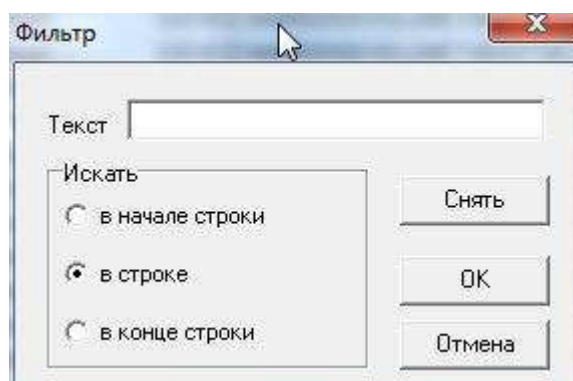 Фильтр
Текст
Искать
в начале строки
в строке
в конце строки
Снять
OK
Отмена